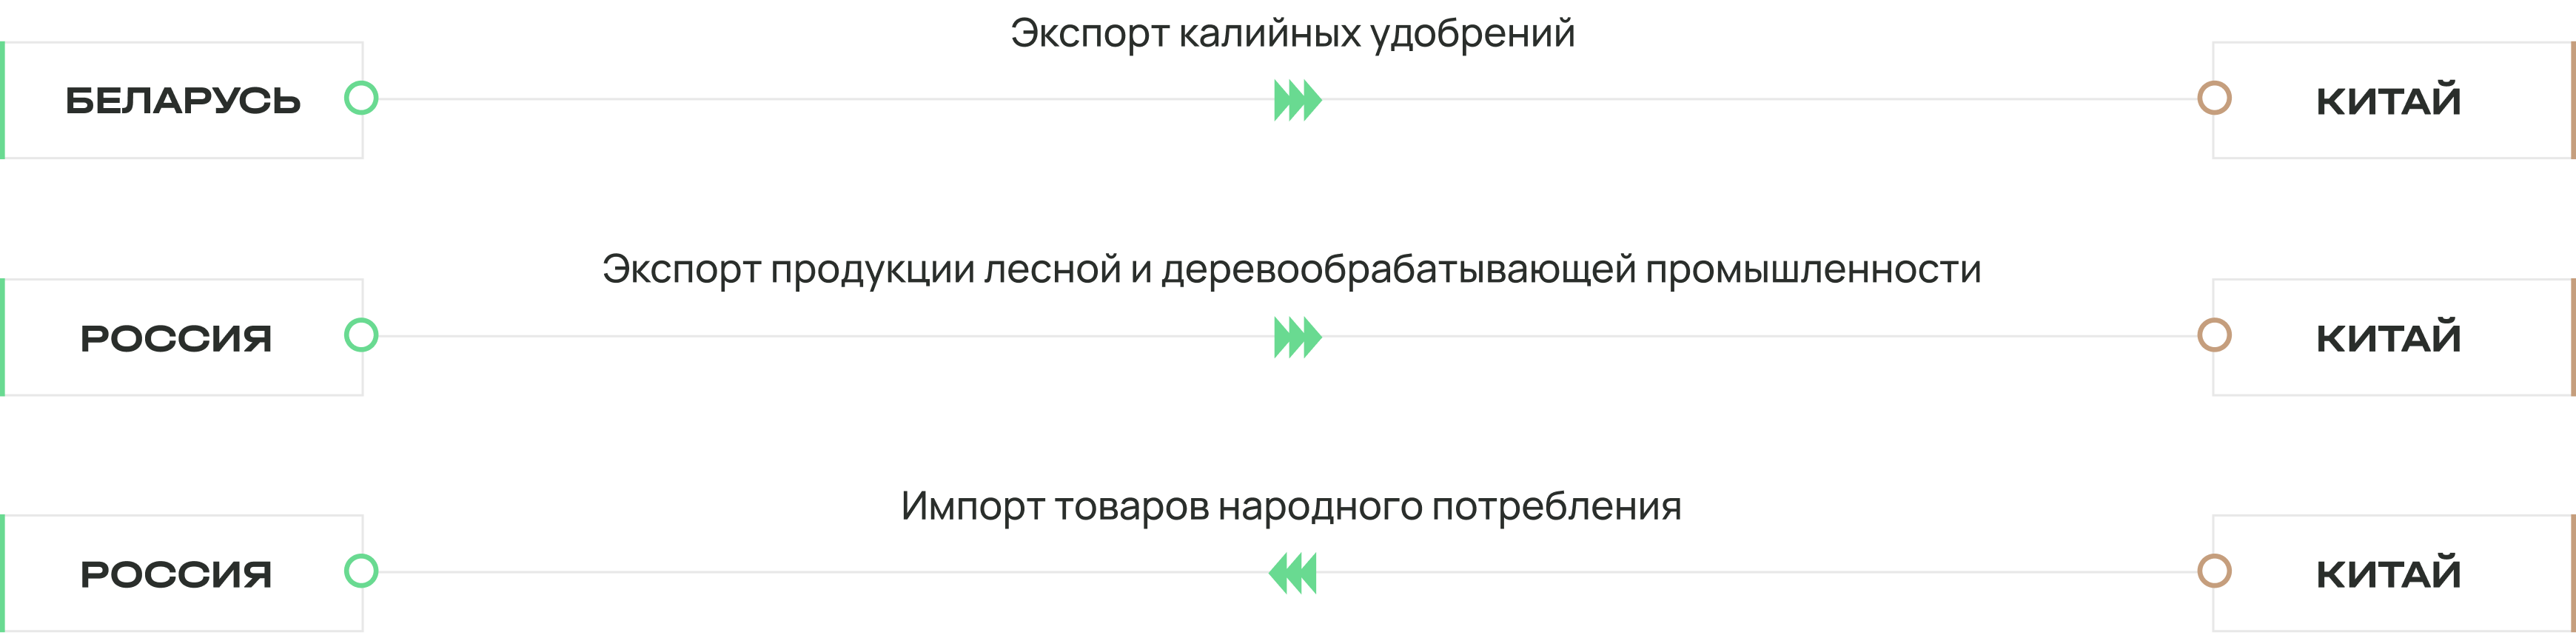 Экспорт калийных удобрений
БЕЛАРУСЬ
КИТАЙ
Экспорт продукции лесной и деревообрабатывающей промышленности
РОССИЯ
КИТАЙ
Импорт товаров народного потребления
РОССИЯ
КИТАЙ